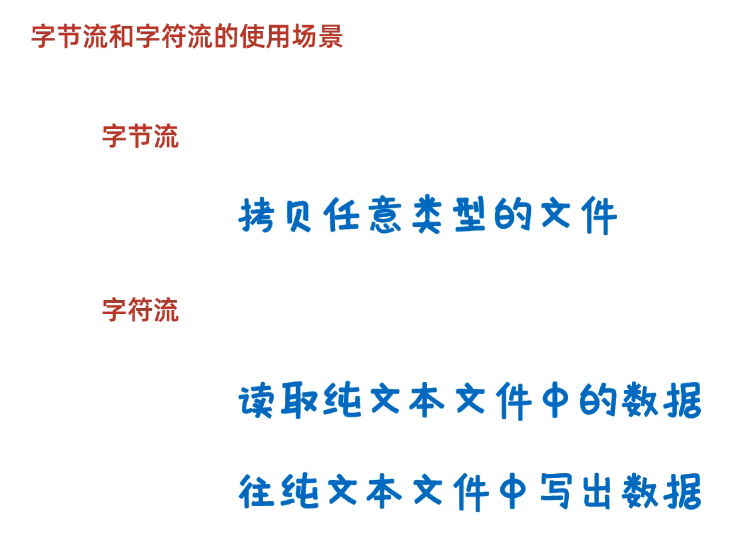 字节流和字符流的使用场景
字节流
拷贝任意类型的文件
字符流
读取纯文本文件中的数据
往纯文本文件中写出数据